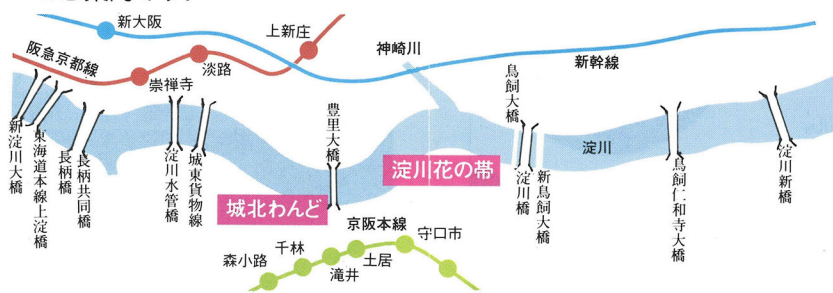 新大阪
上新庄
阪急京都線
淡路
崇禅寺
神崎川
新幹線
鳥飼大橋
豊里大橋
新淀川大橋
東海道本線上淀橋
長柄橋
長柄共同橋
淀川水管橋
城東貨物線
城北わんど
淀川花の帯
淀川橋
新鳥飼大橋
淀川
鳥飼仁和寺大橋
淀川新橋
京阪本線
守口市
土居
滝井
千林
森小路